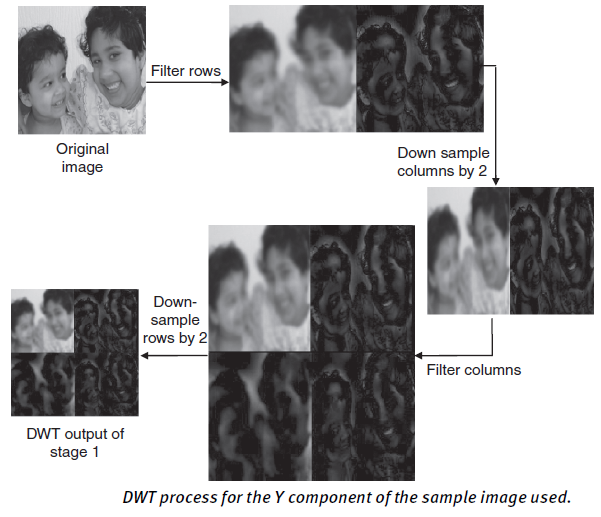 Original
image
Filter rows
Down sample
columns by 2
Filter columns
Down-
sample
rows by 2
DWT output of
stage 1
DWT process for the Y component of the sample image used.